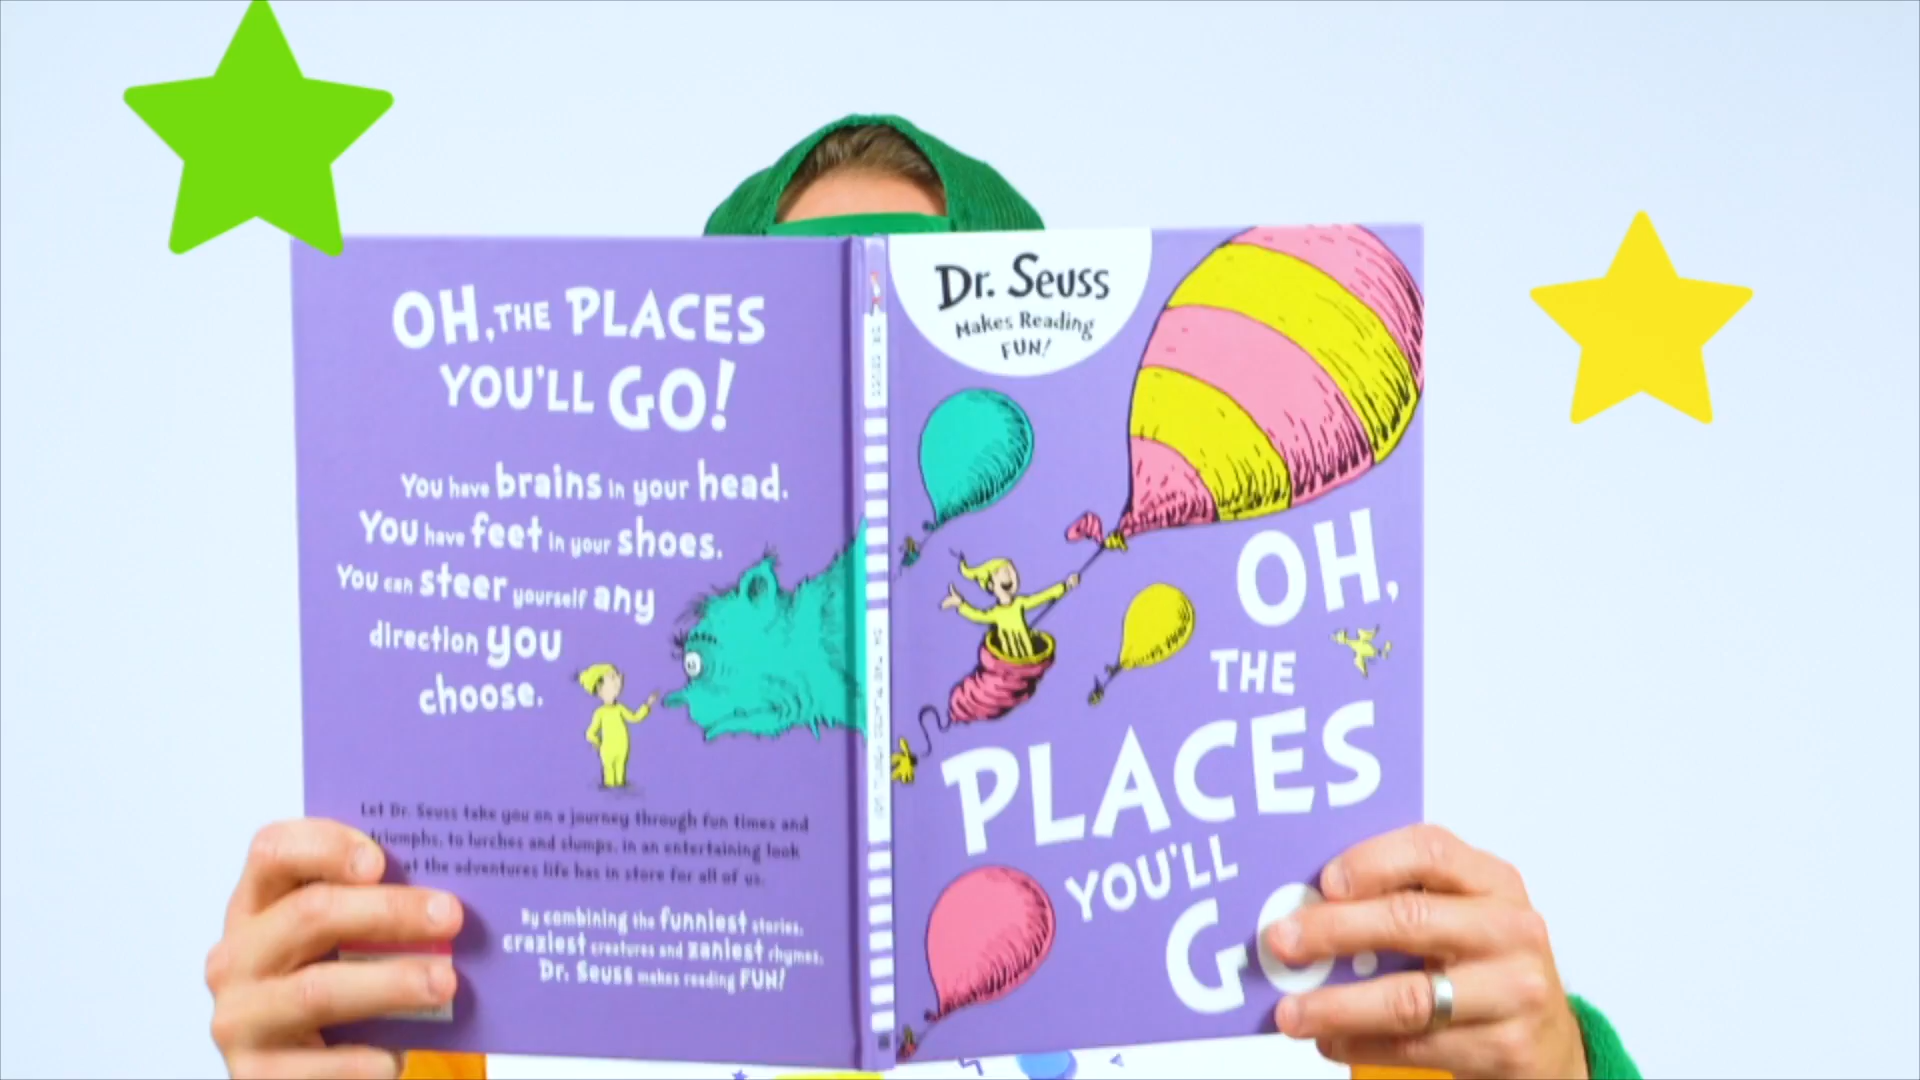 OH, THE PLACES
YOU'LL GO!
You have brains in your head.
You have feet in your shoes.
You can steer yourself any
direction you
choose.
Let Dr. Seuss take you on a journey through fun times and
triumphs, to lurches and slumps, in an entertaining look
at the adventures life has in store for all of us.
By combining the funniest stories,
craziest creatures and zaniest rhymes,
Dr. Seuss makes reading FUN!
Dr. Seuss
Makes Reading
FUN!
OH,
THE
PLACES
YOU'LL
GO!